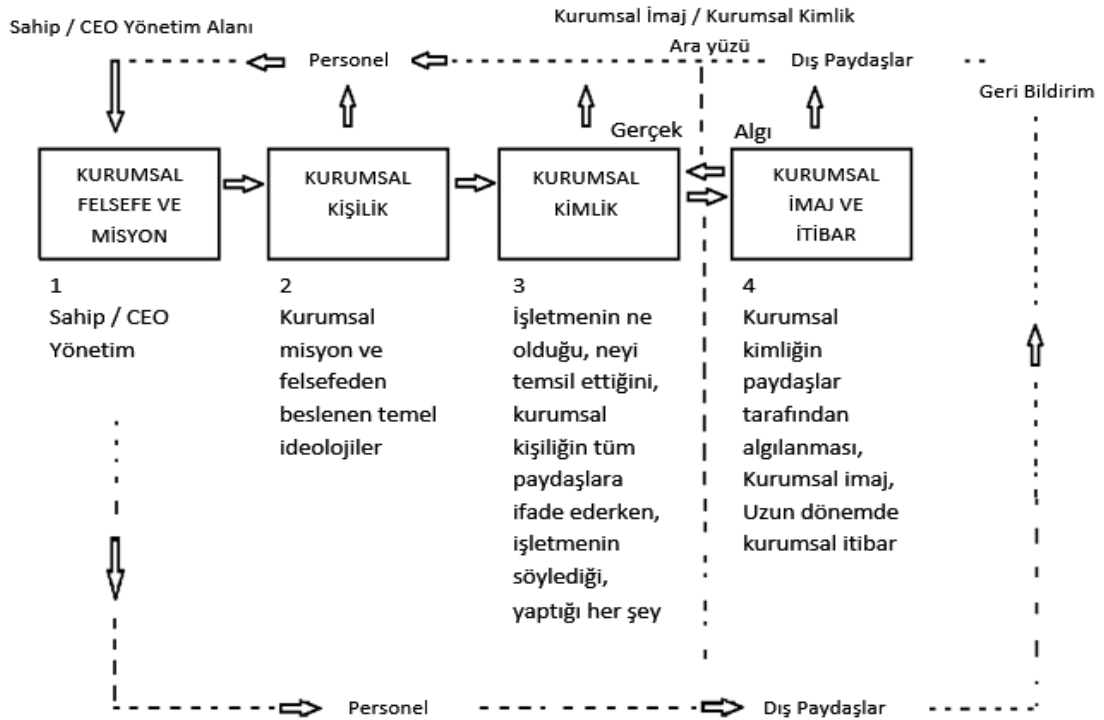 Sahip / CEO Yönetim Alanı
Kurumsal İmaj / Kurumsal Kimlik
Ara yüzü
Personel
Dış Paydaşlar
Geri Bildirim
Gerçek
Algı
KURUMSAL
FELSEFE VE
MİSYON
KURUMSAL
KİŞİLİK
KURUMSAL
KİMLİK
KURUMSAL
İMAJ VE
İTİBAR
1
Sahip / CEO
Yönetim
2
Kurumsal
misyon ve
felsefeden
beslenen temel
ideolojiler
3
İşletmenin ne
olduğu, neyi
temsil ettiğini,
kurumsal
kişiliğin tüm
paydaşlara
ifade ederken,
işletmenin
söylediği,
yaptığı her şey
4
Kurumsal
kimliğin
paydaşlar
tarafından
algılanması,
Kurumsal imaj,
Uzun dönemde
kurumsal itibar
Personel
Dış Paydaşlar